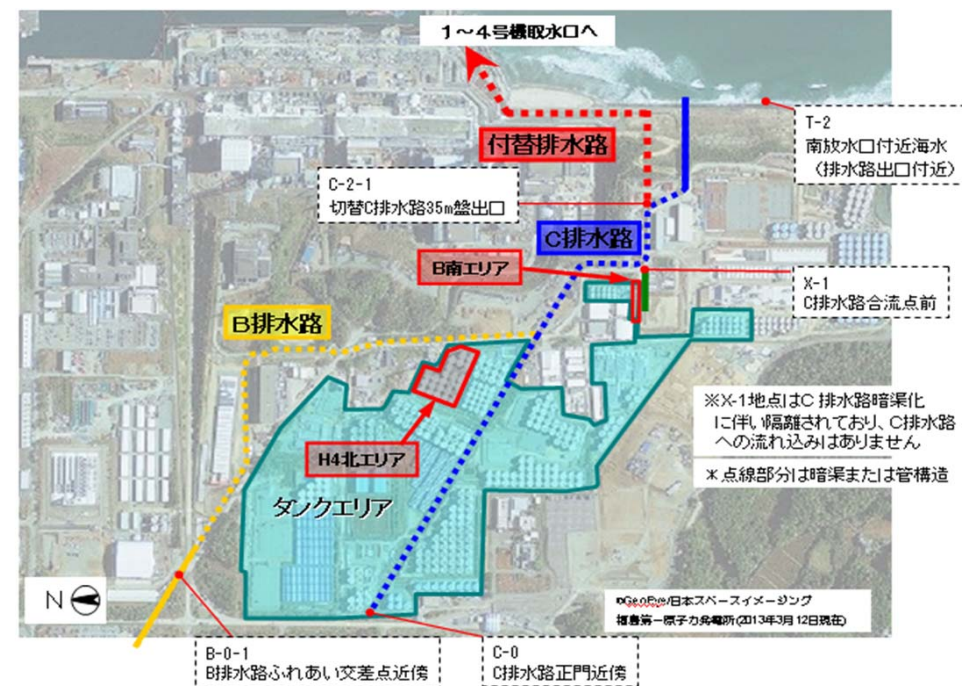 1～4号機取水口へ
T-2
南放水口付近海水
（排水路出口付近）
付替排水路
C-2-1
切替C排水路35m盤出口
C排水路
B南エリア
X-1
C排水路合流点前
B排水路
※X-1地点はC排水路暗渠化
に伴い隔離されており、C排水路
への流れ込みはありません
＊点線部分は暗渠または管構造
H4北エリア
タンクエリア
N
©GeoEye/日本スペースイメージング
福島第一原子力発電所(2013年3月12日現在)
B-0-1
B排水路ふれあい交差点近傍
C-0
C排水路正門近傍